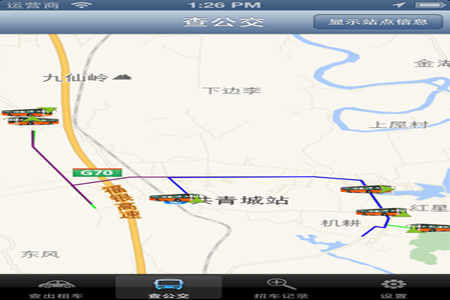 运营商 1:26 PM
查公交
显示站点信息
九仙岭
金湖
下边李
上屋村
G70
福银高速
共青城站
红星
机耕
东风
查出租车
查公交
招车记录
设置